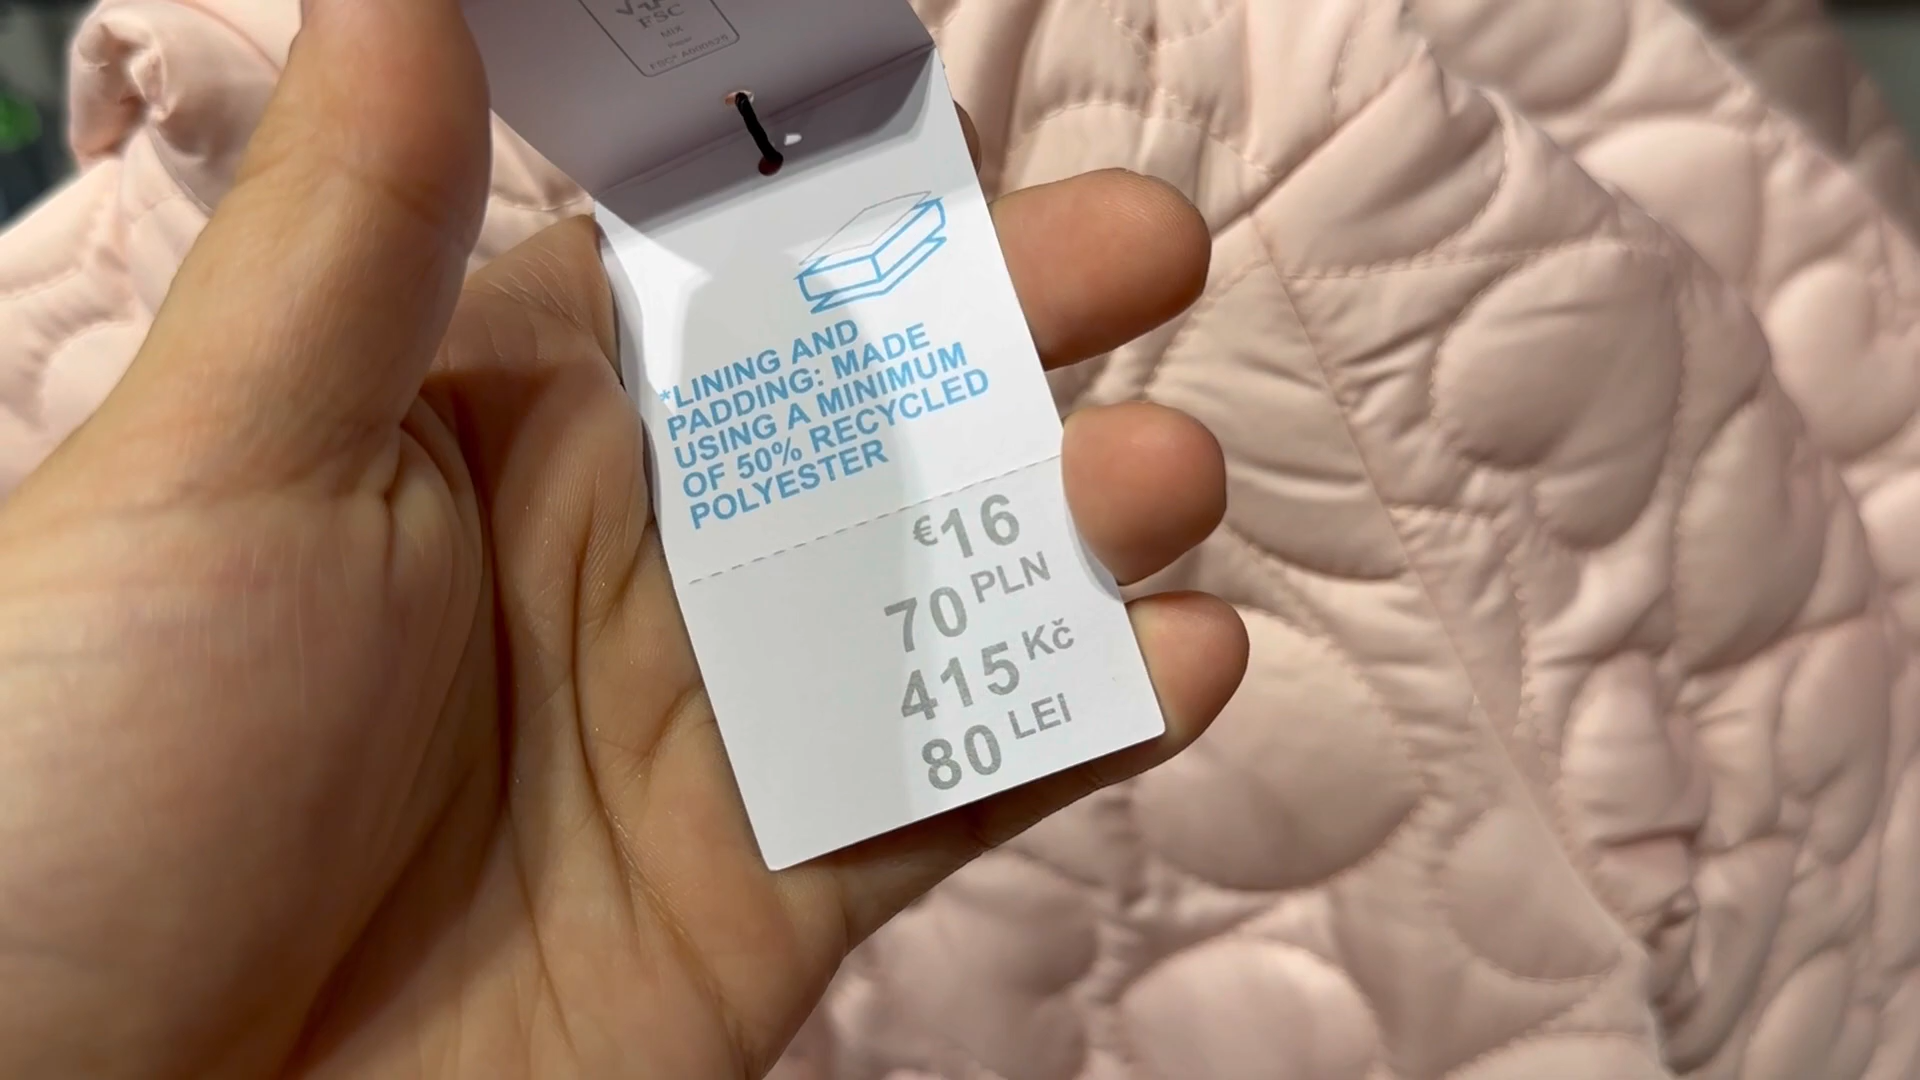 FSC
MIX
Paper
*LINING AND
PADDING: MADE
USING A MINIMUM
OF 50% RECYCLED
POLYESTER
€16
70 PLN
415 Kč
80 LEI